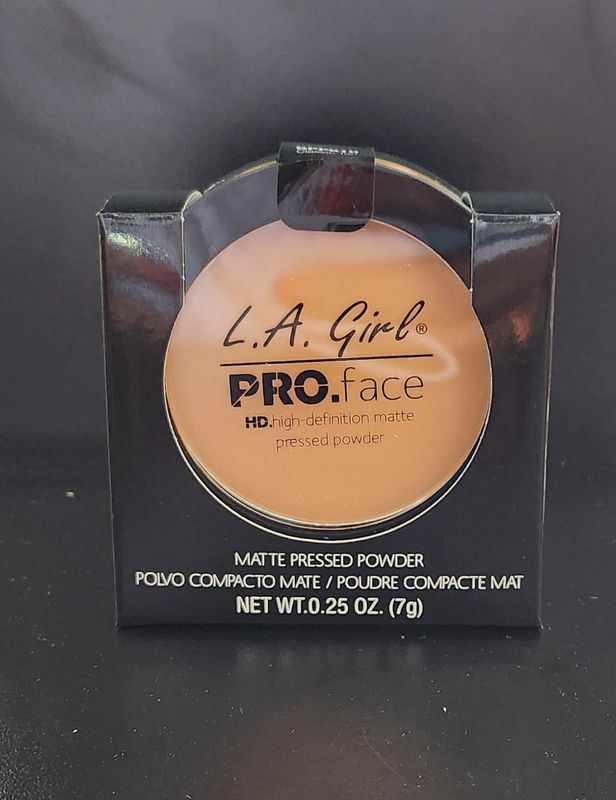 L.A. Girl®
PRO.face
HD.high-definition matte
pressed powder
MATTE PRESSED POWDER
POLVO COMPACTO MATE / POUDRE COMPACTE MAT
NET WT.0.25 OZ. (7g)